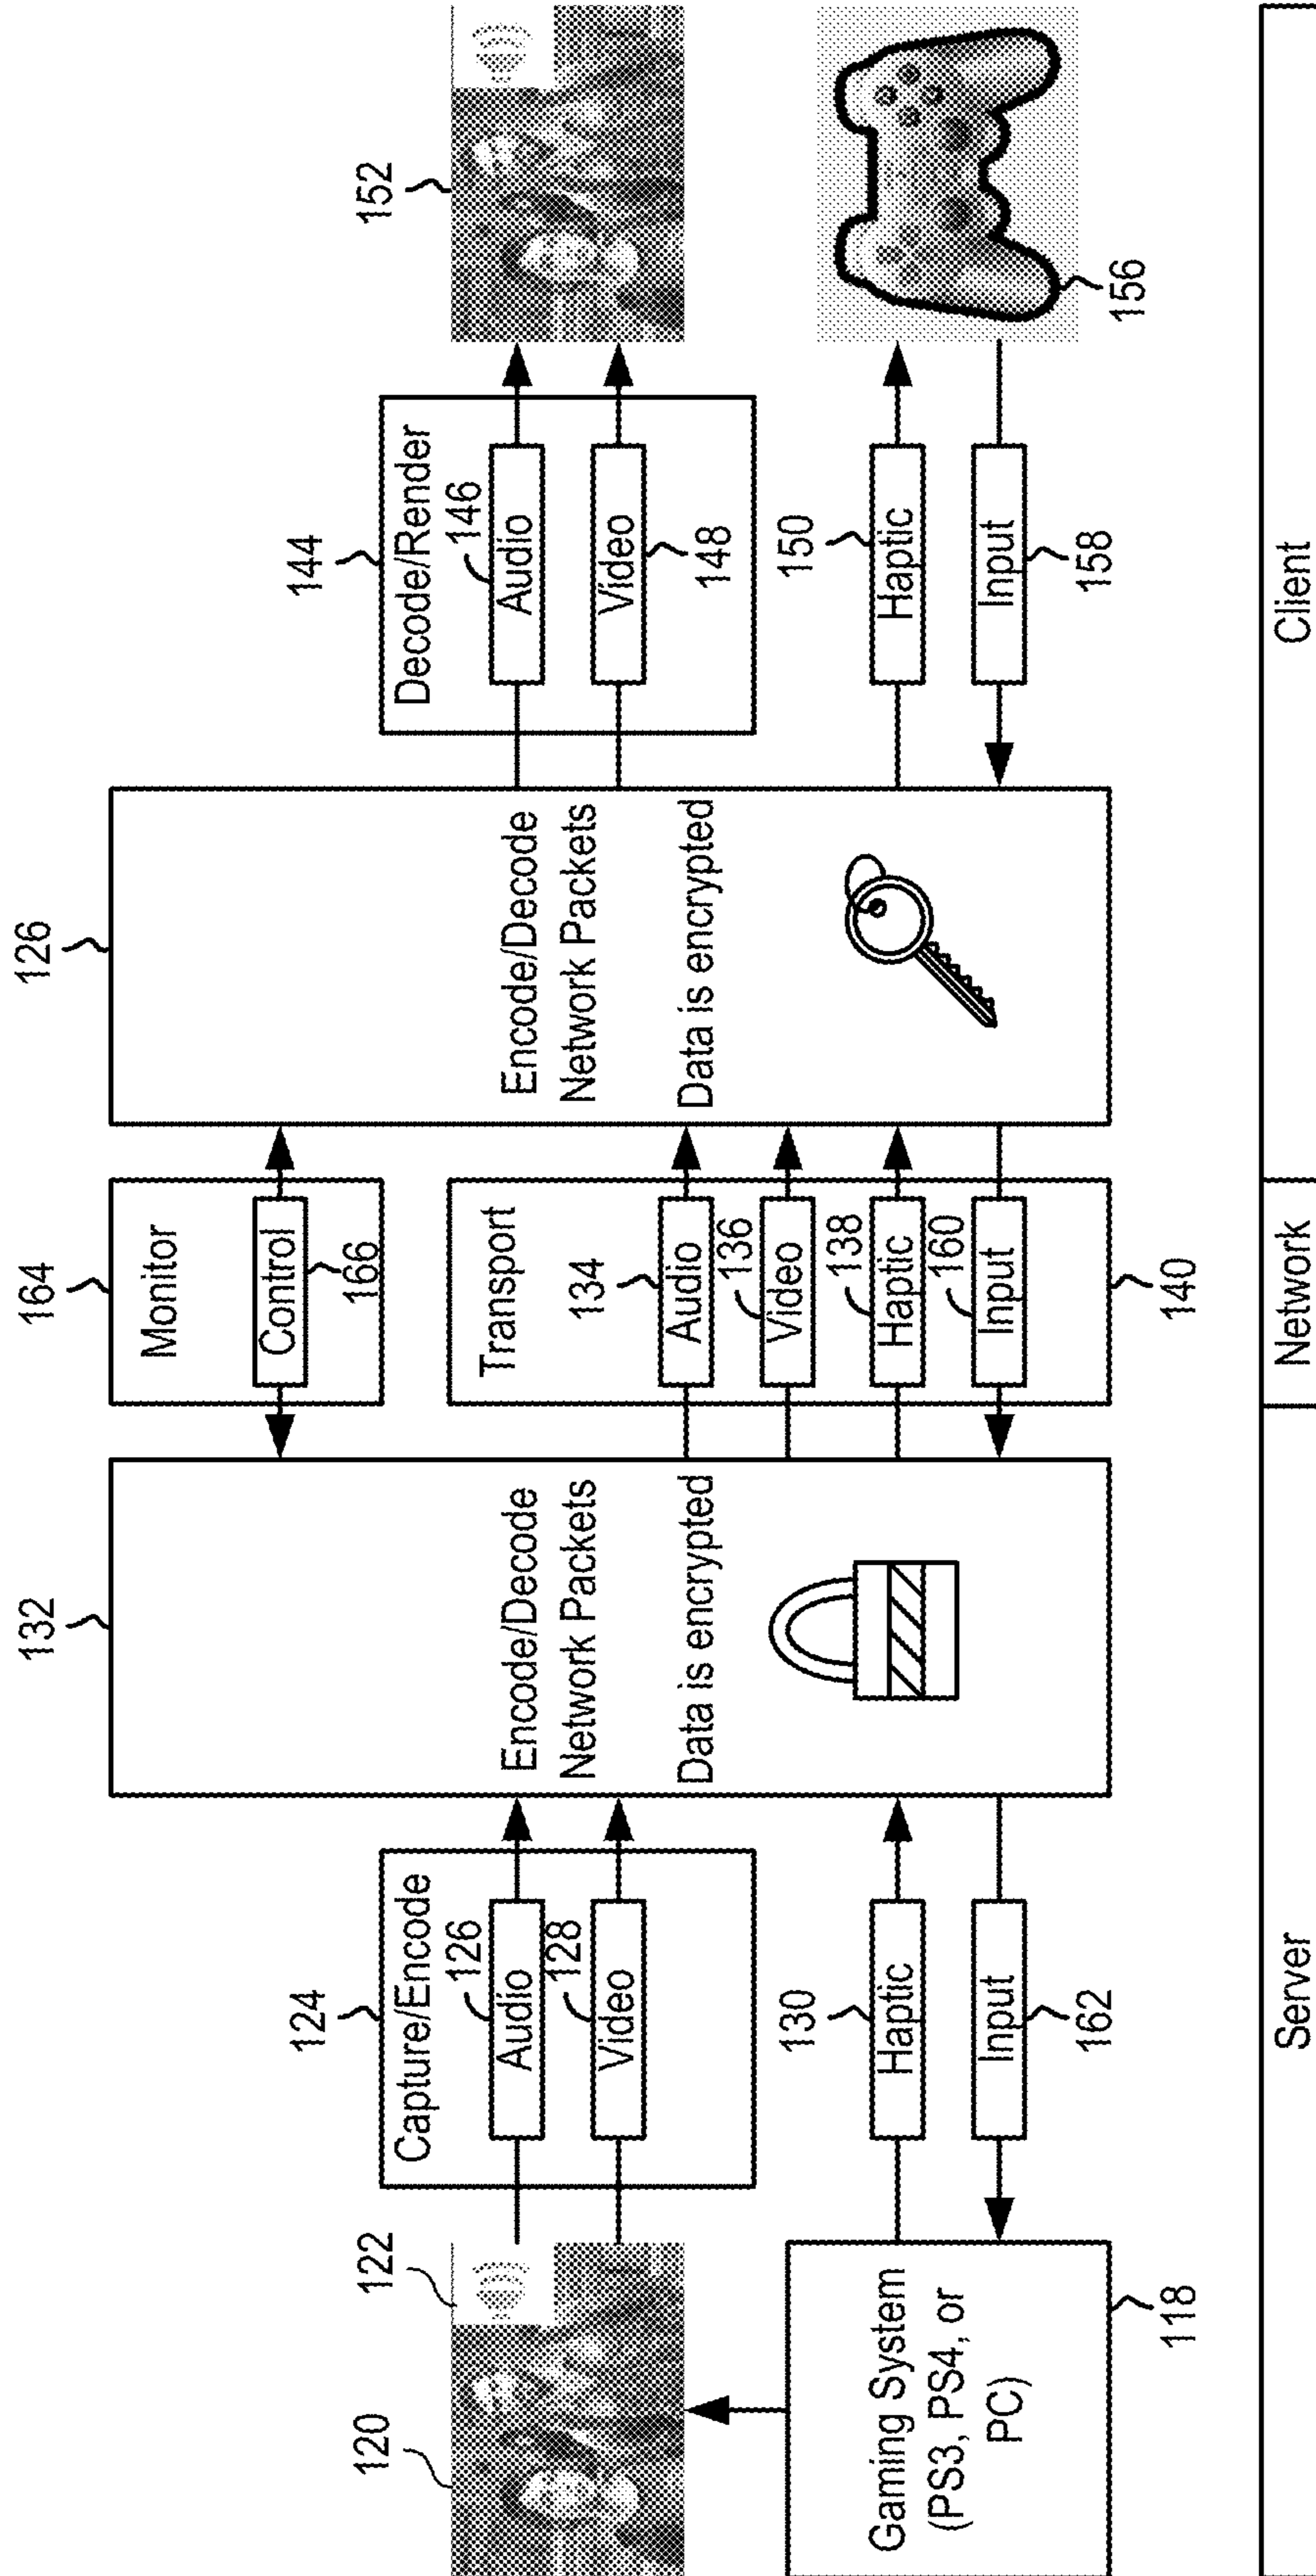 120
122
Gaming System
(PS3, PS4, or
PC)
118
124
Capture/Encode
126
Audio
128
Video
130
Haptic
Input
162
132
Encode/Decode
Network Packets
Data is encrypted
164
Monitor
Control
166
Transport
134
Audio
136
Video
138
Haptic
160
Input
140
126
Encode/Decode
Network Packets
Data is encrypted
144
Decode/Render
146
Audio
Video
148
150
Haptic
Input
158
152
156
Server
Network
Client